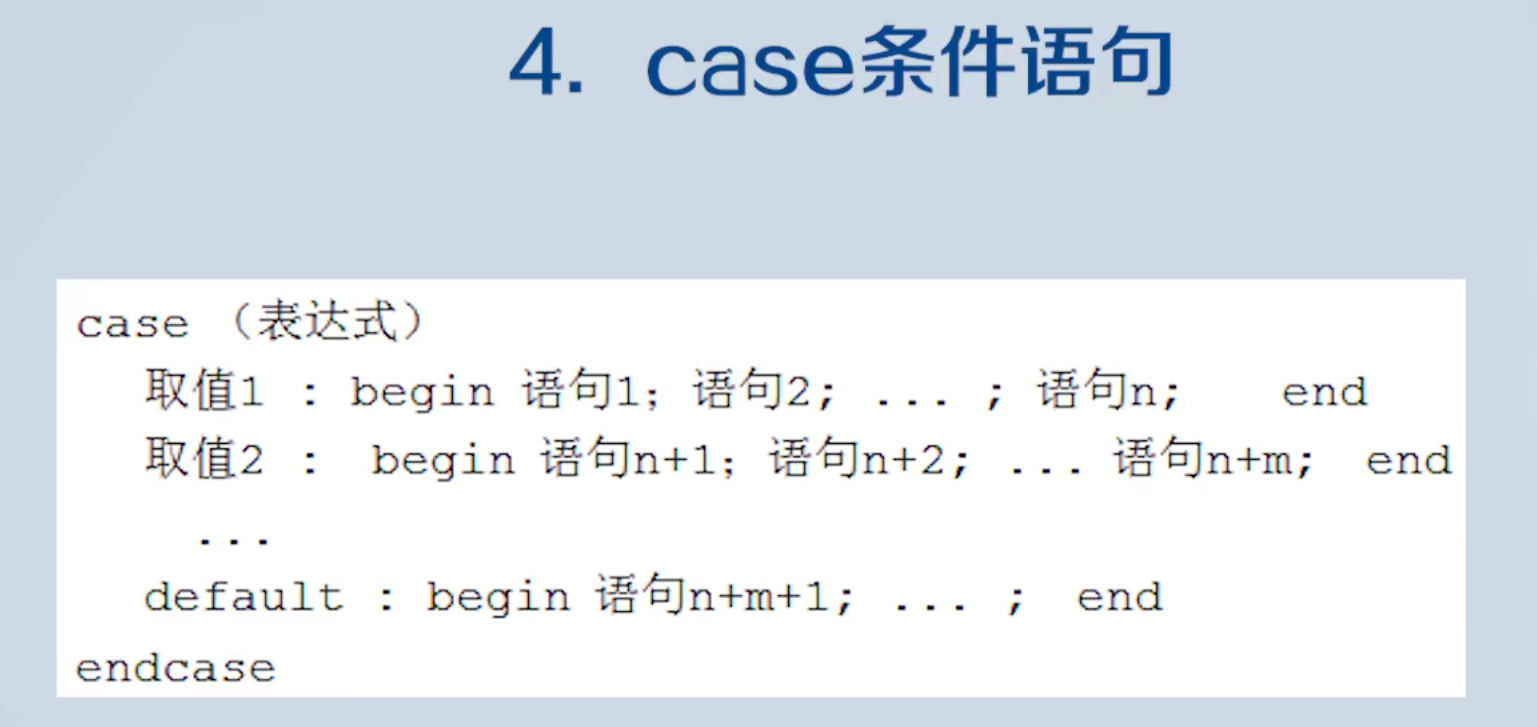 4. case条件语句
case （表达式）
取值1 : begin 语句1；语句2; ... ; 语句n; end
取值2 : begin 语句n+1；语句n+2; ... 语句n+m; end
...
default : begin 语句n+m+1; ... ; end
endcase